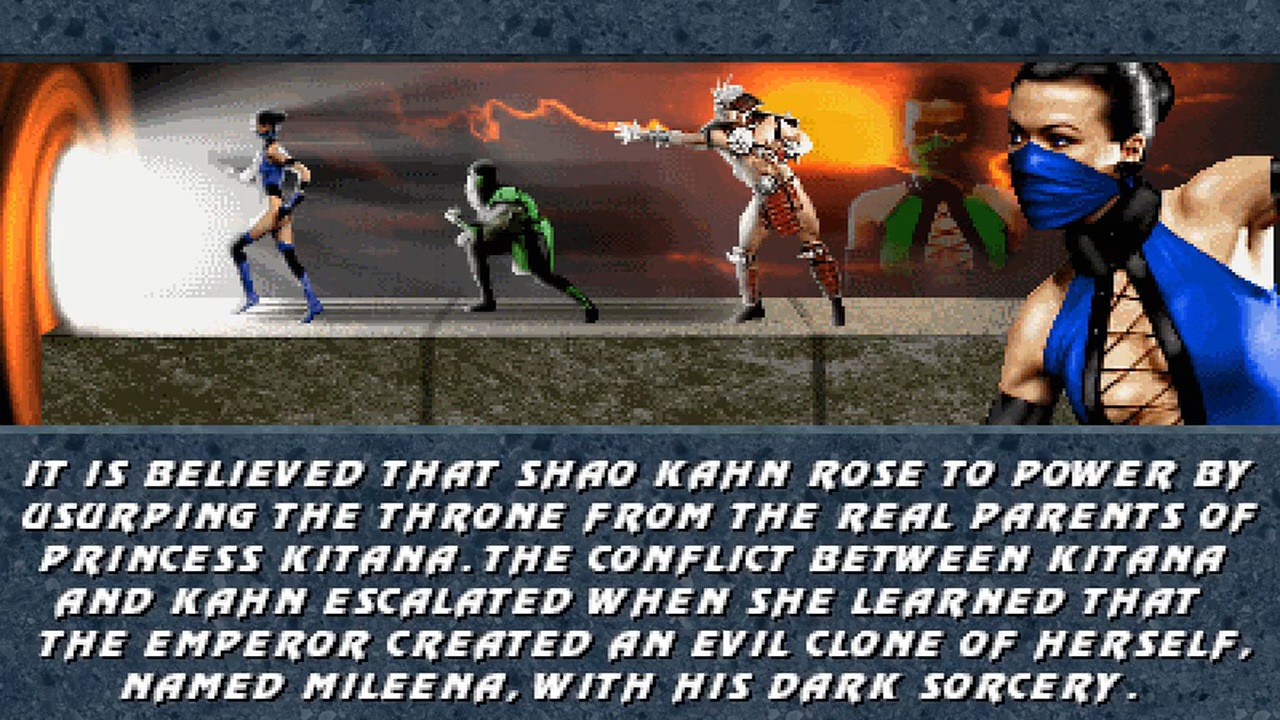 IT IS BELIEVED THAT SHAO KAHN ROSE TO POWER BY
USURPING THE THRONE FROM THE REAL PARENTS OF
PRINCESS KITANA. THE CONFLICT BETWEEN KITANA
AND KAHN ESCALATED WHEN SHE LEARNED THAT
THE EMPEROR CREATED AN EVIL CLONE OF HERSELF,
NAMED MILEENA, WITH HIS DARK SORCERY.